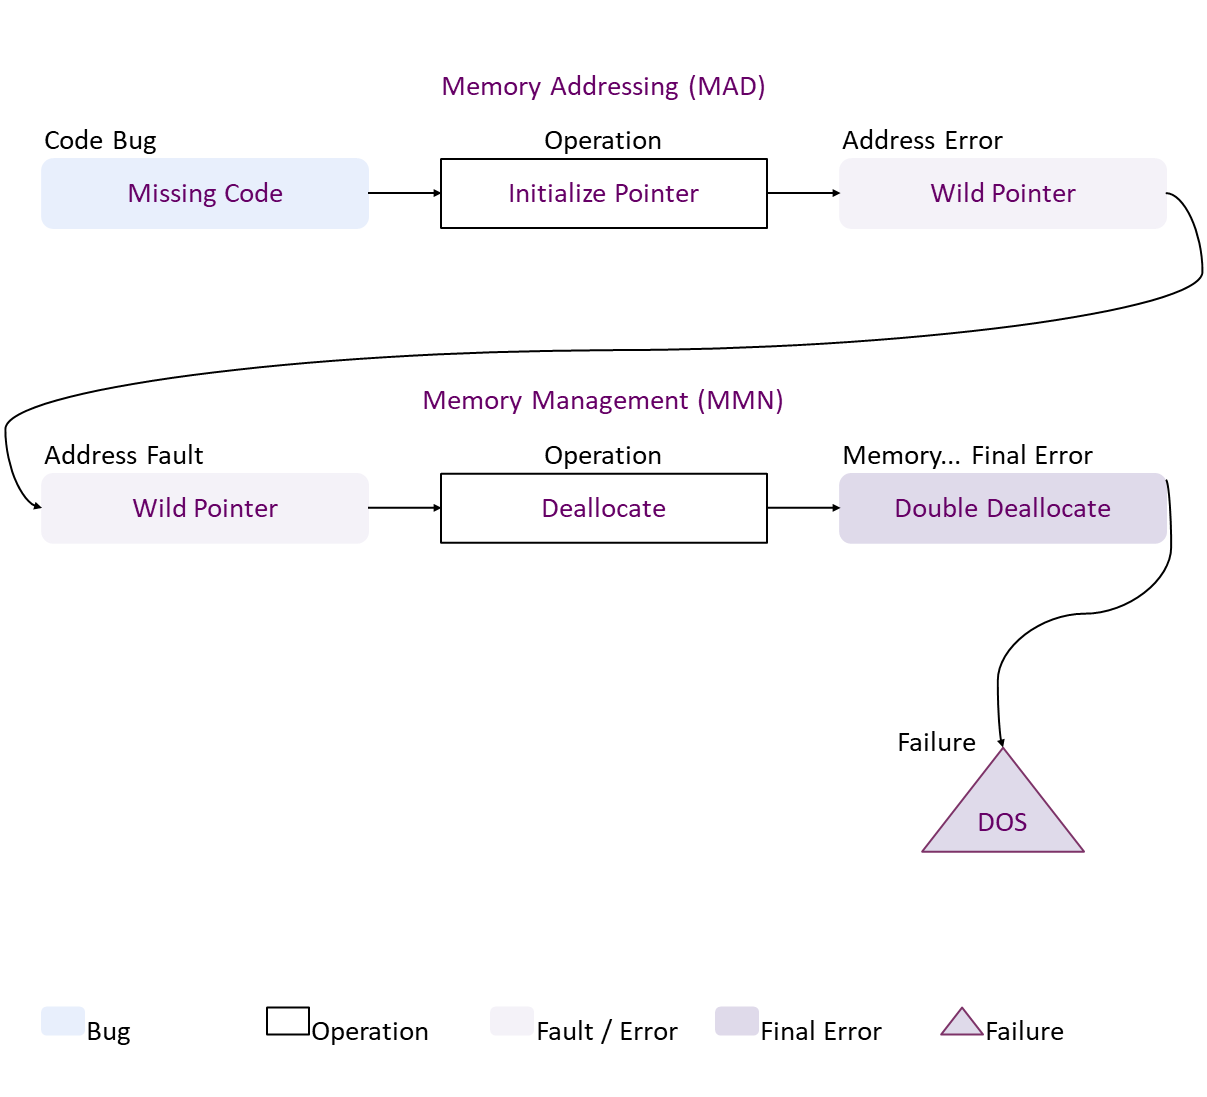 Memory Addressing (MAD)
Code Bug
Operation
Address Error
Missing Code
Initialize Pointer
Wild Pointer
Memory Management (MMN)
Address Fault
Operation
Memory... Final Error
Wild Pointer
Deallocate
Double Deallocate
Failure
DOS
Bug
Operation
Fault / Error
Final Error
Failure